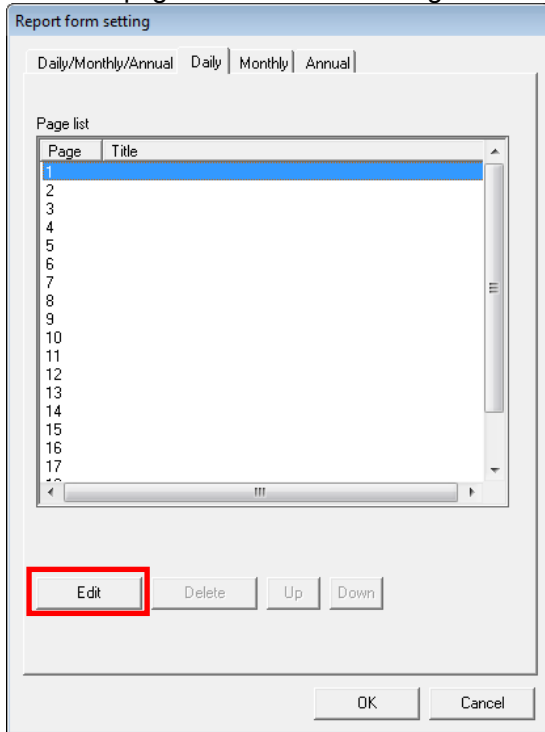 Report form setting
Daily/Monthly/Annual Daily Monthly Annual
Page list
Page Title
1
2
3
4
5
6
7
8
9
10
11
12
13
14
15
16
17
Edit Delete Up Down
OK Cancel